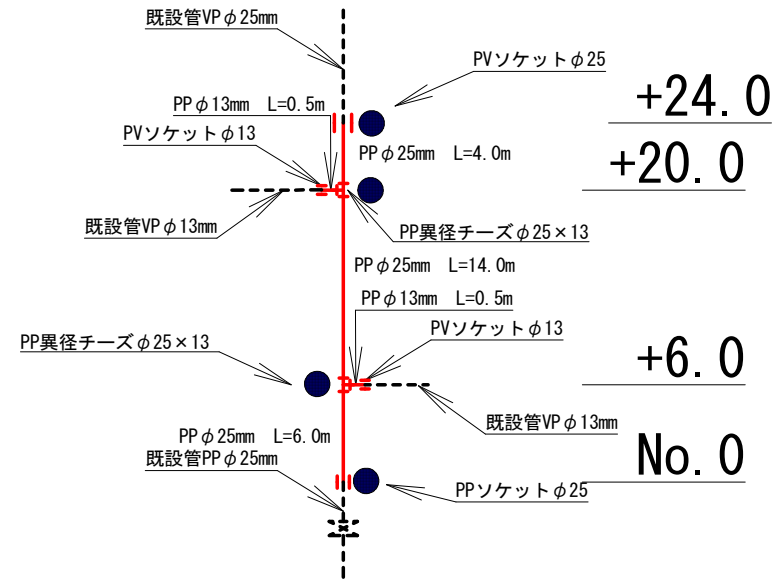 既設管VPφ25mm
PVソケットφ25
PPφ13mm L=0.5m
+24.0
PVソケットφ13
PPφ25mm L=4.0m
+20.0
既設管VPφ13mm
PP異径チーズφ25×13
PPφ25mm L=14.0m
PPφ13mm L=0.5m
PVソケットφ13
PP異径チーズφ25×13
+6.0
既設管VPφ13mm
PPφ25mm L=6.0m
既設管PPφ25mm
No.0
PPソケットφ25